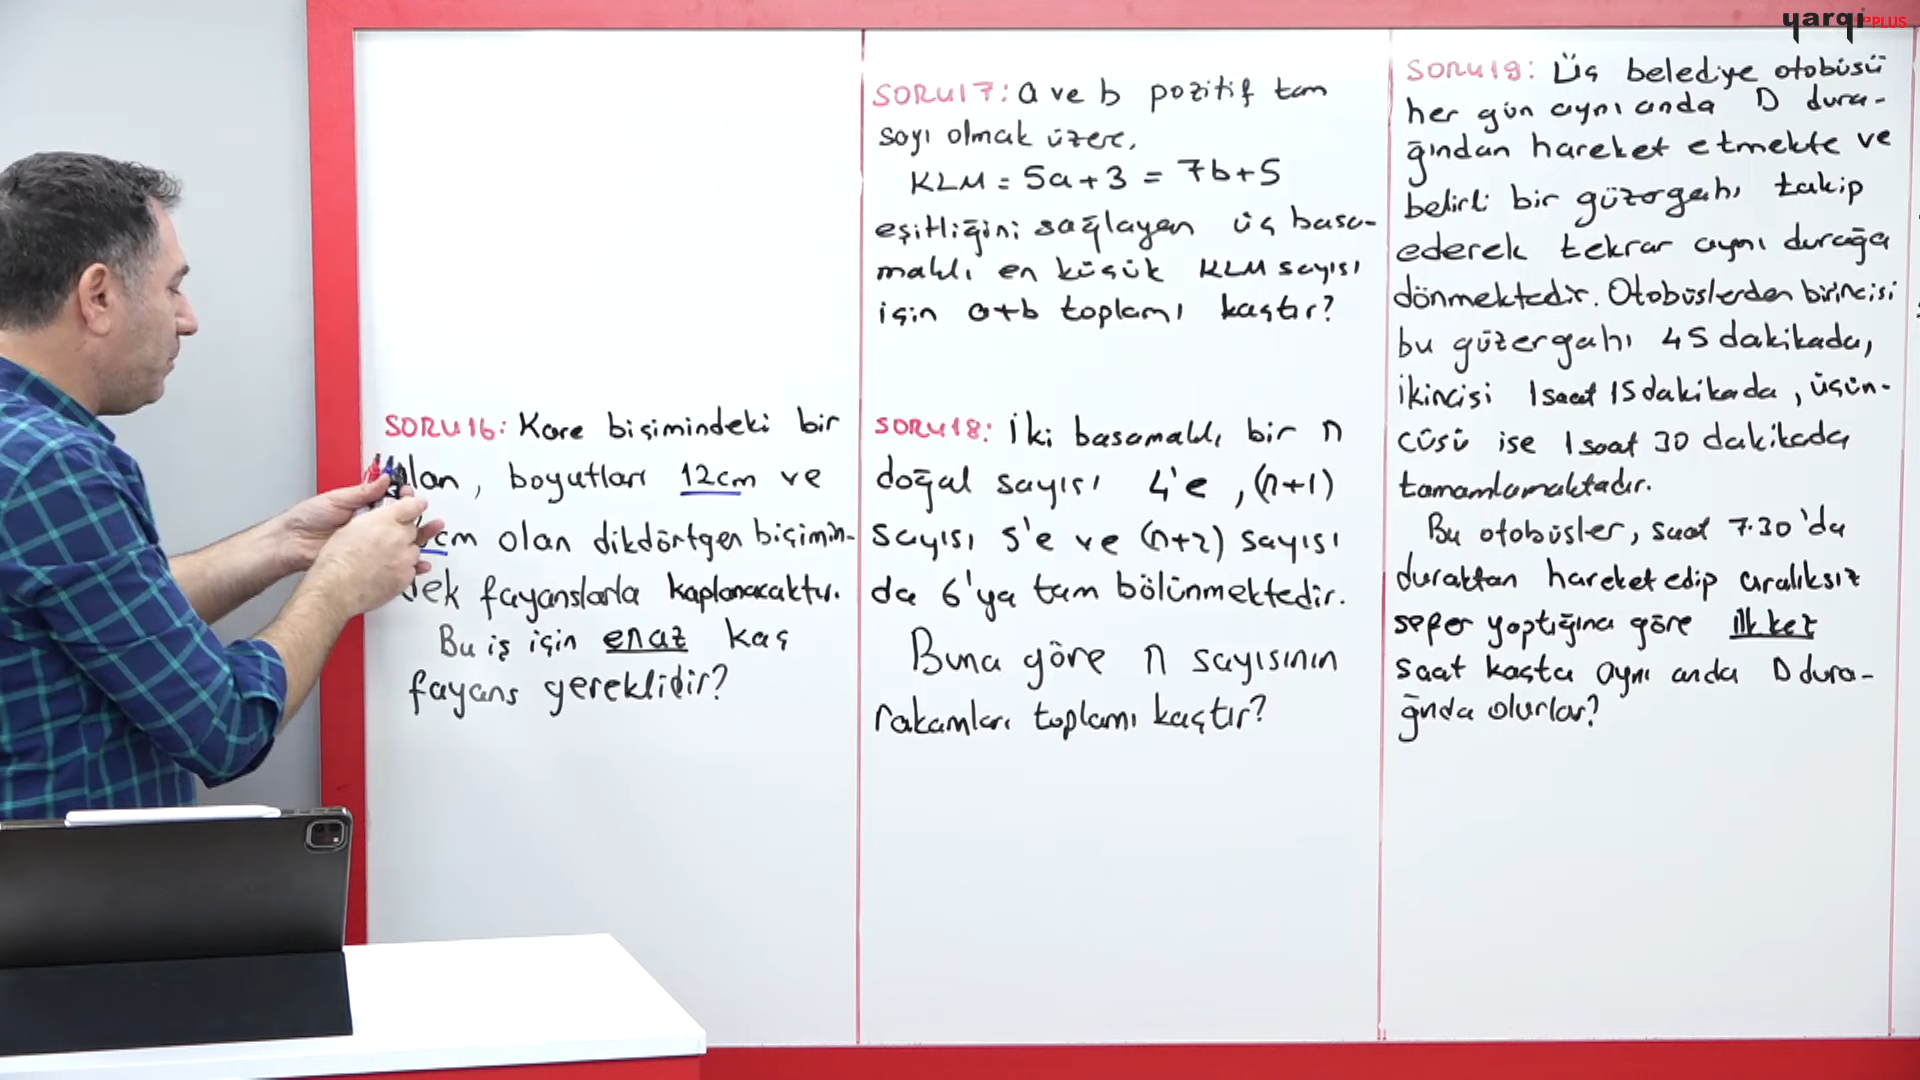 yargı PPLUS
SORU16: Kare biçimindeki bir
alan, boyutları 12cm ve
cm olan dikdörtgen biçimin-
deki fayanslarla kaplanacaktır.
Bu iş için en az kaç
fayans gereklidir?
SORU17: a ve b pozitif tam
sayı olmak üzere,
KLM = 5a+3 = 7b+5
eşitliğini sağlayan üç basa-
maklı en küçük KLM sayısı
için a+b toplamı kaçtır?
SORU18: İki basamaklı bir n
doğal sayısı 4'e, (n+1)
sayısı 5'e ve (n+2) sayısı
da 6'ya tam bölünmektedir.
Buna göre n sayısının
rakamları toplamı kaçtır?
SORU19: Üç belediye otobüsü
her gün aynı anda D dura-
ğından hareket etmekte ve
belirli bir güzergahı takip
ederek tekrar aynı durağa
dönmektedir. Otobüslerden birincisi
bu güzergahı 45 dakikada,
ikincisi 1 saat 15 dakikada, üçün-
cüsü ise 1 saat 30 dakikada
tamamlamaktadır.
Bu otobüsler, saat 7.30'da
duraktan hareket edip aralıksız
sefer yaptığına göre ilk kez
saat kaçta aynı anda D dura-
ğında olurlar?